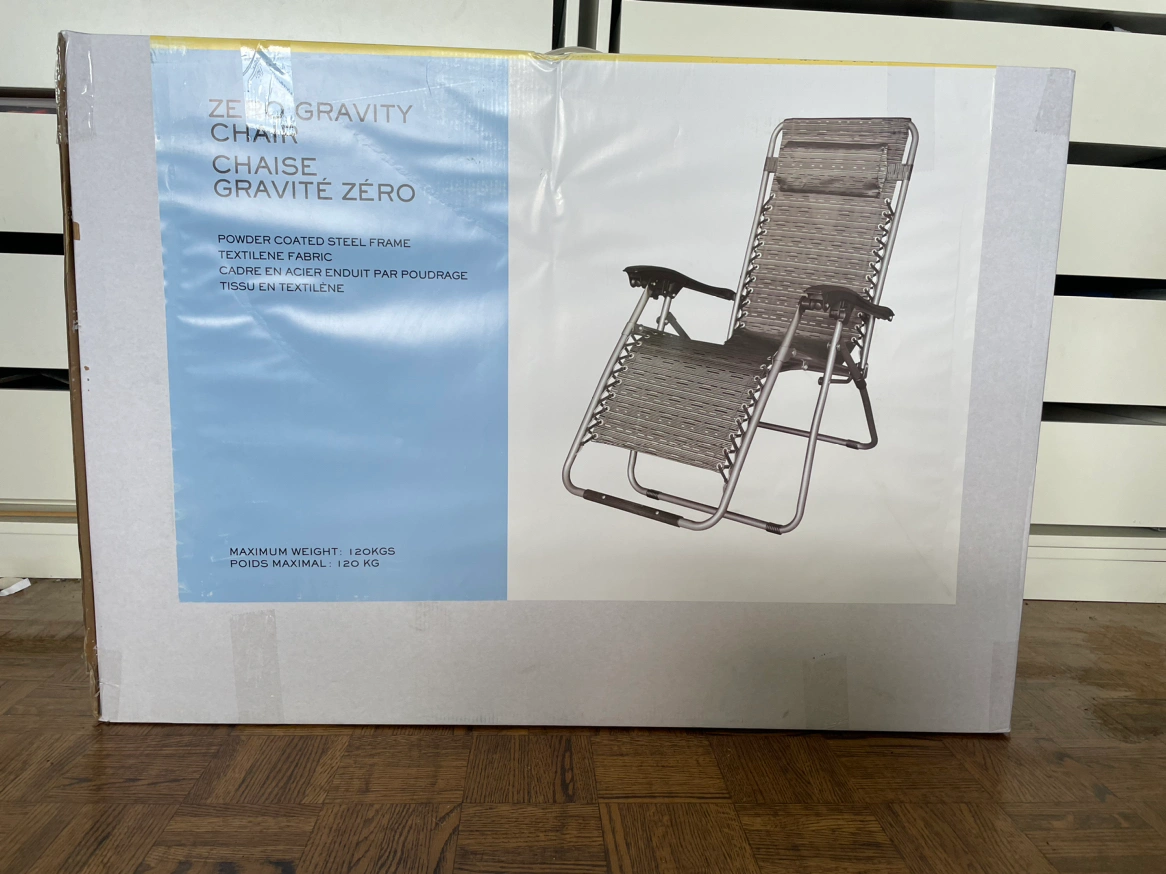 ZERO GRAVITY
CHAIR
CHAISE
GRAVITÉ ZÉRO
POWDER COATED STEEL FRAME
TEXTILENE FABRIC
CADRE EN ACIER ENDUIT PAR POUDRAGE
TISSU EN TEXTILÈNE
MAXIMUM WEIGHT: 120KGS
POIDS MAXIMAL: 120 KG